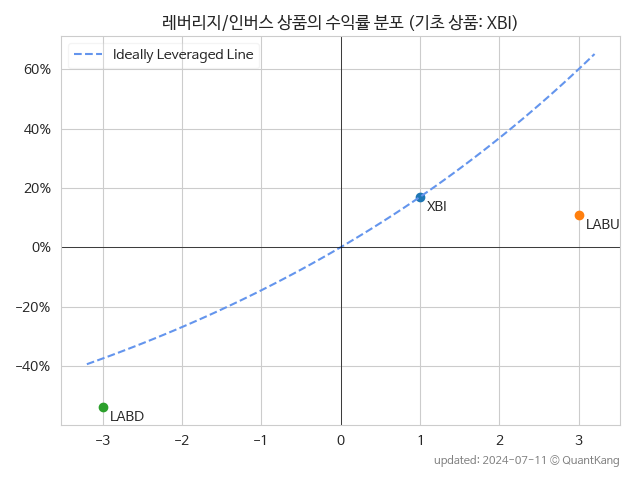 레버리지/인버스 상품의 수익률 분포 (기초 상품: XBI)
Ideally Leveraged Line
60%
40%
20%
0%
−20%
−40%
XBI
LABU
LABD
−3 −2 −1 0 1 2 3
updated: 2024-07-11 © QuantKang